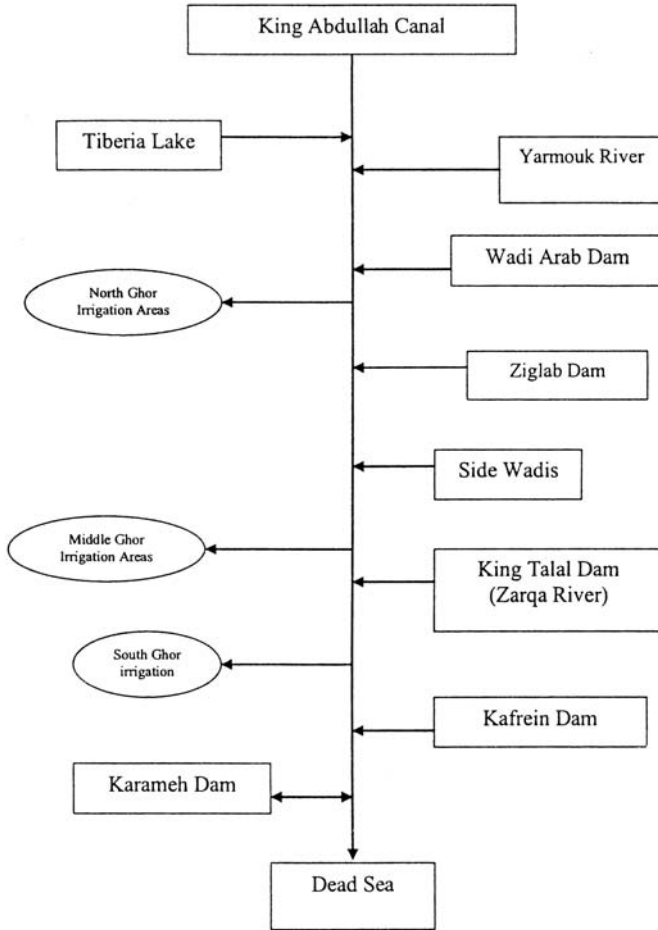 King Abdullah Canal
Tiberia Lake
Yarmouk River
Wadi Arab Dam
North Ghor
Irrigation Areas
Ziglab Dam
Side Wadis
Middle Ghor
Irrigation Areas
King Talal Dam
(Zarqa River)
South Ghor
irrigation
Kafrein Dam
Karameh Dam
Dead Sea